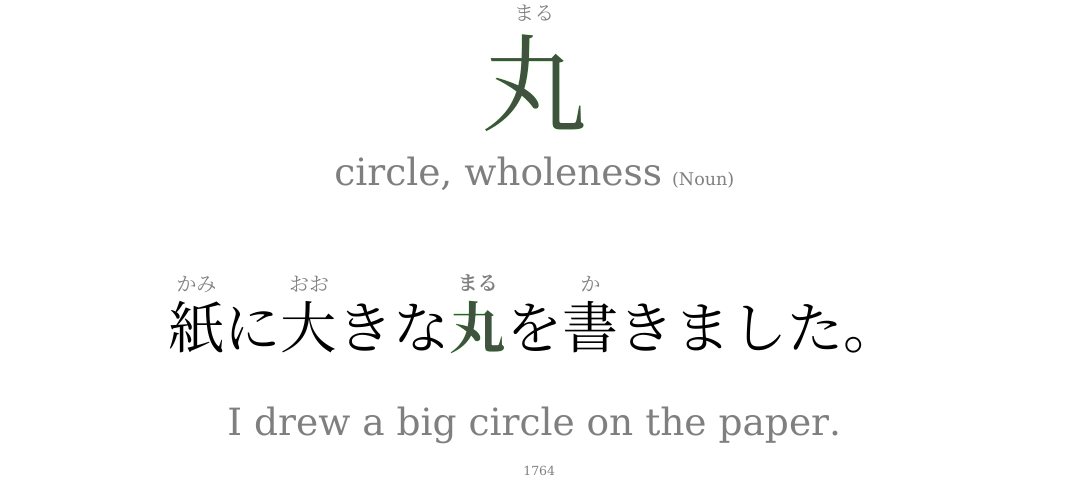 まる
丸
circle, wholeness (Noun)
かみ おお まる か
紙に大きな丸を書きました。
I drew a big circle on the paper.
1764